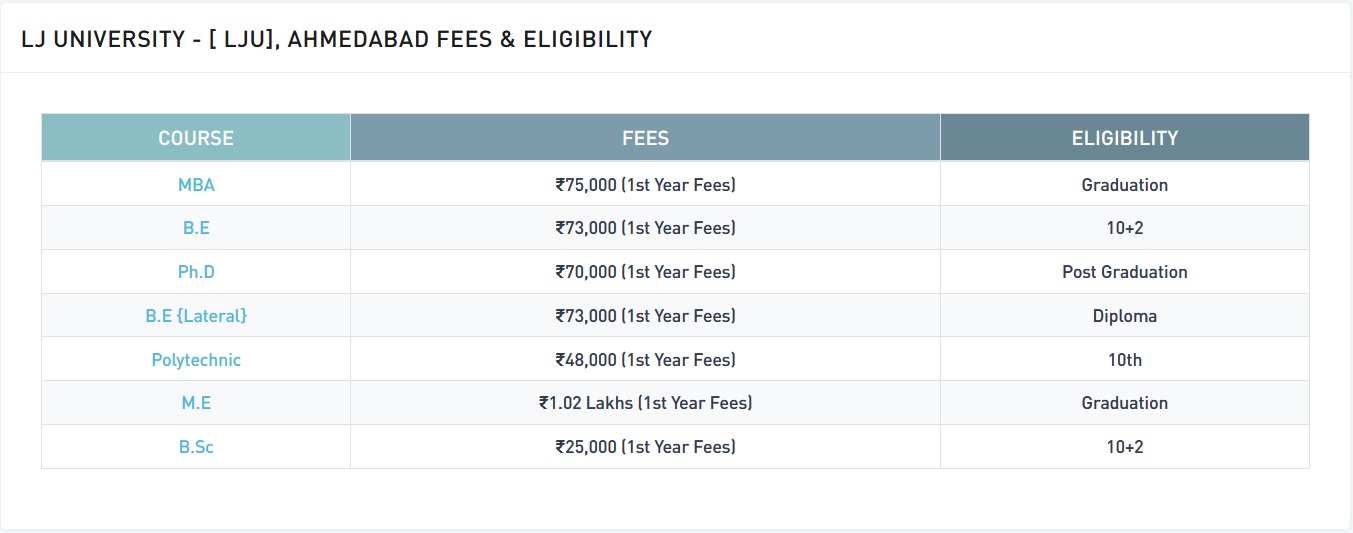 LJ UNIVERSITY - [ LJU], AHMEDABAD FEES & ELIGIBILITY
COURSE FEES ELIGIBILITY
MBA ₹75,000 (1st Year Fees) Graduation
B.E ₹73,000 (1st Year Fees) 10+2
Ph.D ₹70,000 (1st Year Fees) Post Graduation
B.E {Lateral} ₹73,000 (1st Year Fees) Diploma
Polytechnic ₹48,000 (1st Year Fees) 10th
M.E ₹1.02 Lakhs (1st Year Fees) Graduation
B.Sc ₹25,000 (1st Year Fees) 10+2